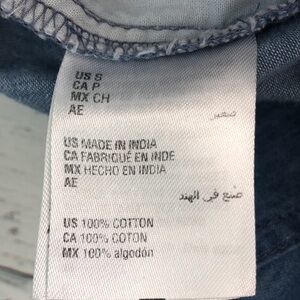 US S
CA P
MX CH
AE صغير
US MADE IN INDIA
CA FABRIQUÉ EN INDE
MX HECHO EN INDIA
AE
صنع في الهند
US 100% COTTON
CA 100% COTON
MX 100% algodón